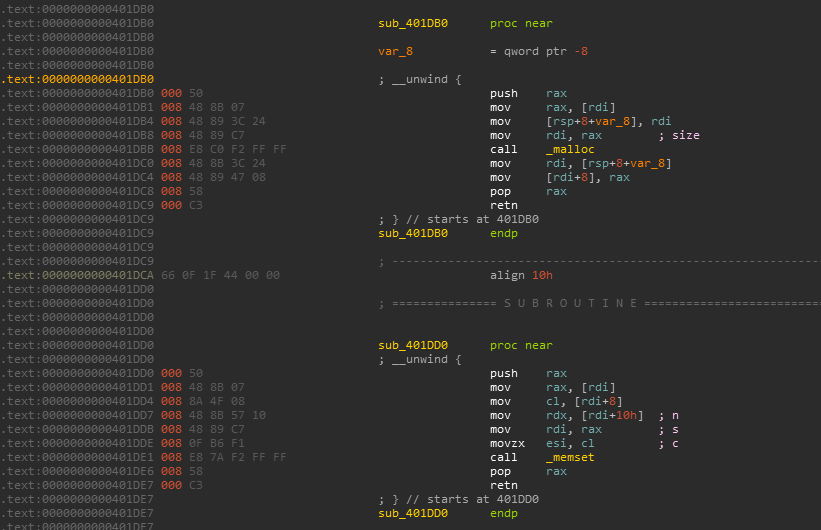 .text:0000000000401DB0
.text:0000000000401DB0 sub_401DB0 proc near
.text:0000000000401DB0
.text:0000000000401DB0 var_8 = qword ptr -8
.text:0000000000401DB0
.text:0000000000401DB0 ; __unwind {
.text:0000000000401DB0 000 50 push rax
.text:0000000000401DB1 008 48 8B 07 mov rax, [rdi]
.text:0000000000401DB4 008 48 89 3C 24 mov [rsp+8+var_8], rdi
.text:0000000000401DB8 008 48 89 C7 mov rdi, rax ; size
.text:0000000000401DBB 008 E8 C0 F2 FF FF call _malloc
.text:0000000000401DC0 008 48 8B 3C 24 mov rdi, [rsp+8+var_8]
.text:0000000000401DC4 008 48 89 47 08 mov [rdi+8], rax
.text:0000000000401DC8 008 58 pop rax
.text:0000000000401DC9 000 C3 retn
.text:0000000000401DC9 ; } // starts at 401DB0
.text:0000000000401DC9 sub_401DB0 endp
.text:0000000000401DC9
.text:0000000000401DC9 ; -------------------------------------------------------------
.text:0000000000401DCA 66 0F 1F 44 00 00 align 10h
.text:0000000000401DD0
.text:0000000000401DD0 ; =============== S U B R O U T I N E =========================
.text:0000000000401DD0
.text:0000000000401DD0
.text:0000000000401DD0 sub_401DD0 proc near
.text:0000000000401DD0 ; __unwind {
.text:0000000000401DD0 000 50 push rax
.text:0000000000401DD1 008 48 8B 07 mov rax, [rdi]
.text:0000000000401DD4 008 8A 4F 08 mov cl, [rdi+8]
.text:0000000000401DD7 008 48 8B 57 10 mov rdx, [rdi+10h] ; n
.text:0000000000401DDB 008 48 89 C7 mov rdi, rax ; s
.text:0000000000401DDE 008 0F B6 F1 movzx esi, cl ; c
.text:0000000000401DE1 008 E8 7A F2 FF FF call _memset
.text:0000000000401DE6 008 58 pop rax
.text:0000000000401DE7 000 C3 retn
.text:0000000000401DE7 ; } // starts at 401DD0
.text:0000000000401DE7 sub_401DD0 endp
.text:0000000000401DE7